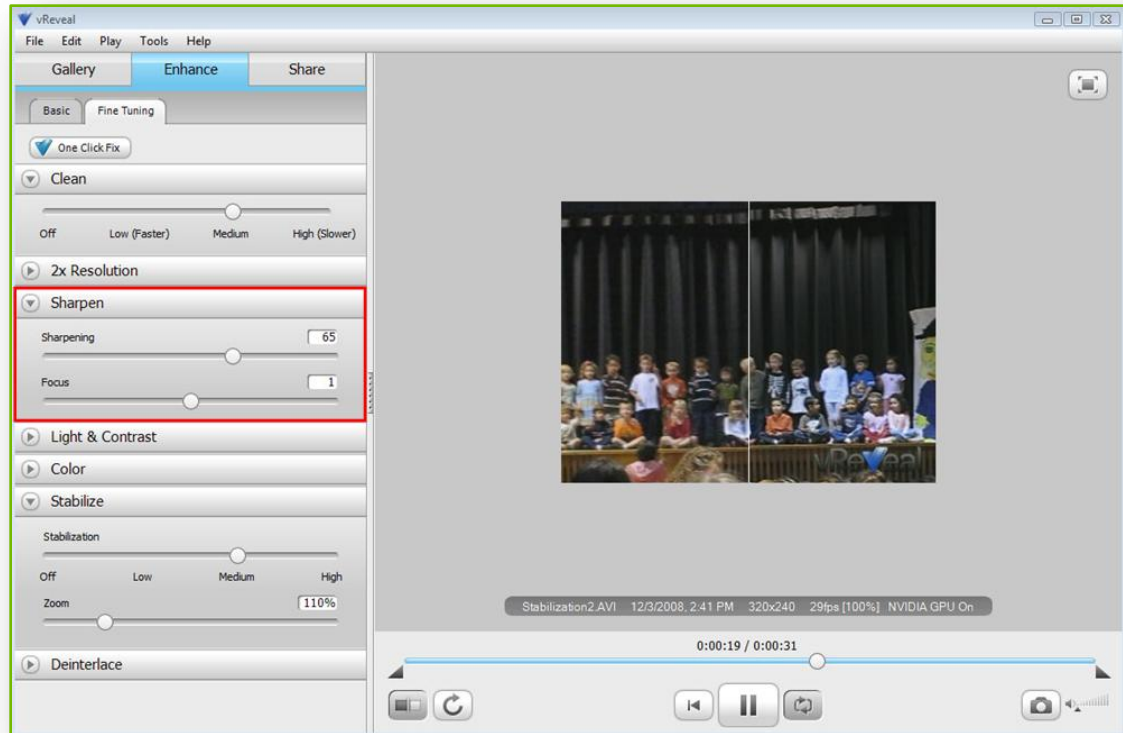 vReveal
File Edit Play Tools Help
Gallery Enhance Share
Basic Fine Tuning
One Click Fix
Clean
Off Low (Faster) Medium High (Slower)
2x Resolution
Sharpen
Sharpening 65
Focus 1
Light & Contrast
Color
Stabilize
Stabilization
Off Low Medium High
Zoom 110%
Deinterlace
vReveal
Stabilization2.AVI 12/3/2008, 2:41 PM 320x240 29fps [100%] NVIDIA GPU On
0:00:19 / 0:00:31